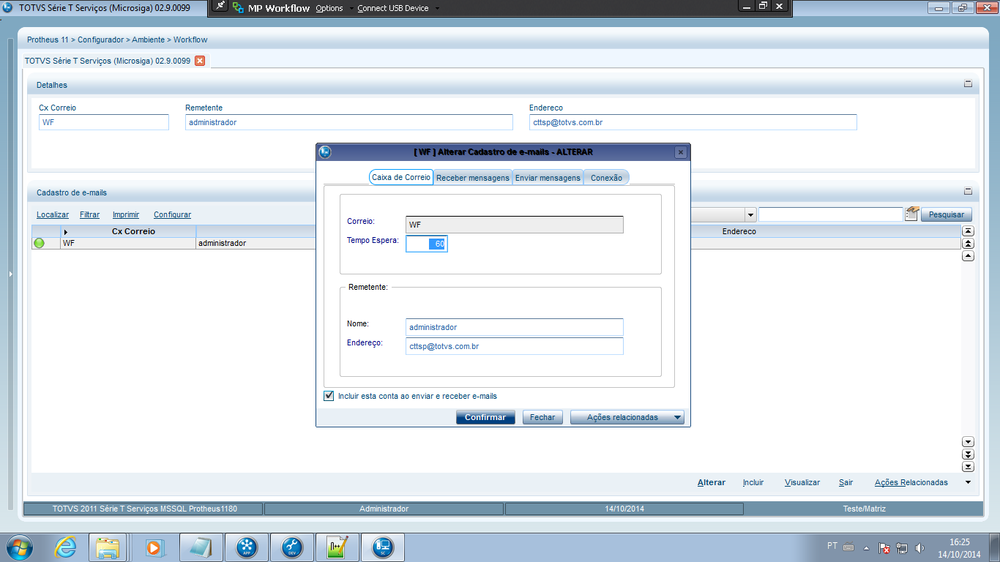 TOTVS Série T Serviços (Microsiga) 02.9.0099
MP Workflow Options Connect USB Device
Protheus 11 > Configurador > Ambiente > Workflow
TOTVS Série T Serviços (Microsiga) 02.9.0099
Detalhes
Cx Correio Remetente Endereco
WF administrador cttsp@totvs.com.br
[ WF ] Alterar Cadastro de e-mails - ALTERAR
Caixa de Correio Receber mensagens Enviar mensagens Conexão
Correio: WF
Tempo Espera: 60
Remetente:
Nome: administrador
Endereço: cttsp@totvs.com.br
Incluir esta conta ao enviar e receber e-mails
Confirmar Fechar Ações relacionadas
Cadastro de e-mails
Localizar Filtrar Imprimir Configurar Pesquisar
Cx Correio Endereco
WF administrador
Alterar Incluir Visualizar Sair Ações Relacionadas
TOTVS 2011 Série T Serviços MSSQL Protheus1180 Administrador 14/10/2014 Teste/Matriz
APP DEV N++ SC
PT 16:25
14/10/2014